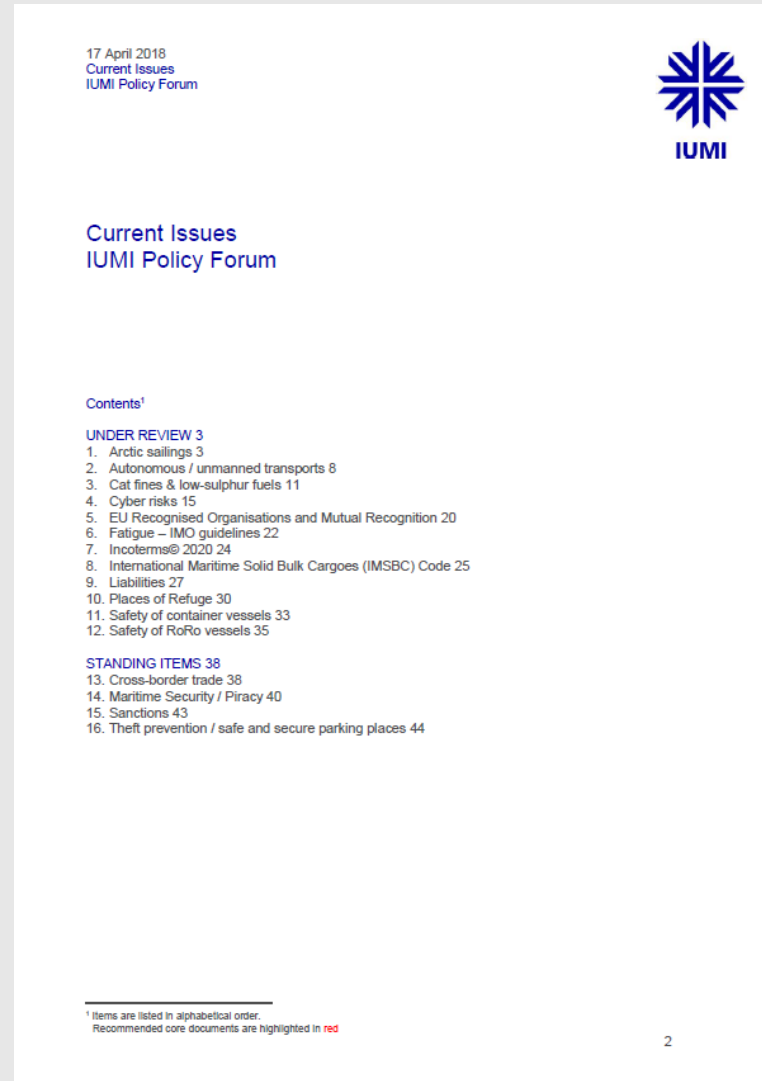 17 April 2018
Current Issues
IUMI Policy Forum
IUMI
Current Issues
IUMI Policy Forum
Contents¹
UNDER REVIEW 3
1. Arctic sailings 3
2. Autonomous / unmanned transports 8
3. Cat fines & low-sulphur fuels 11
4. Cyber risks 15
5. EU Recognised Organisations and Mutual Recognition 20
6. Fatigue – IMO guidelines 22
7. Incoterms© 2020 24
8. International Maritime Solid Bulk Cargoes (IMSBC) Code 25
9. Liabilities 27
10. Places of Refuge 30
11. Safety of container vessels 33
12. Safety of RoRo vessels 35
STANDING ITEMS 38
13. Cross-border trade 38
14. Maritime Security / Piracy 40
15. Sanctions 43
16. Theft prevention / safe and secure parking places 44
¹ Items are listed in alphabetical order.
Recommended core documents are highlighted in red
2